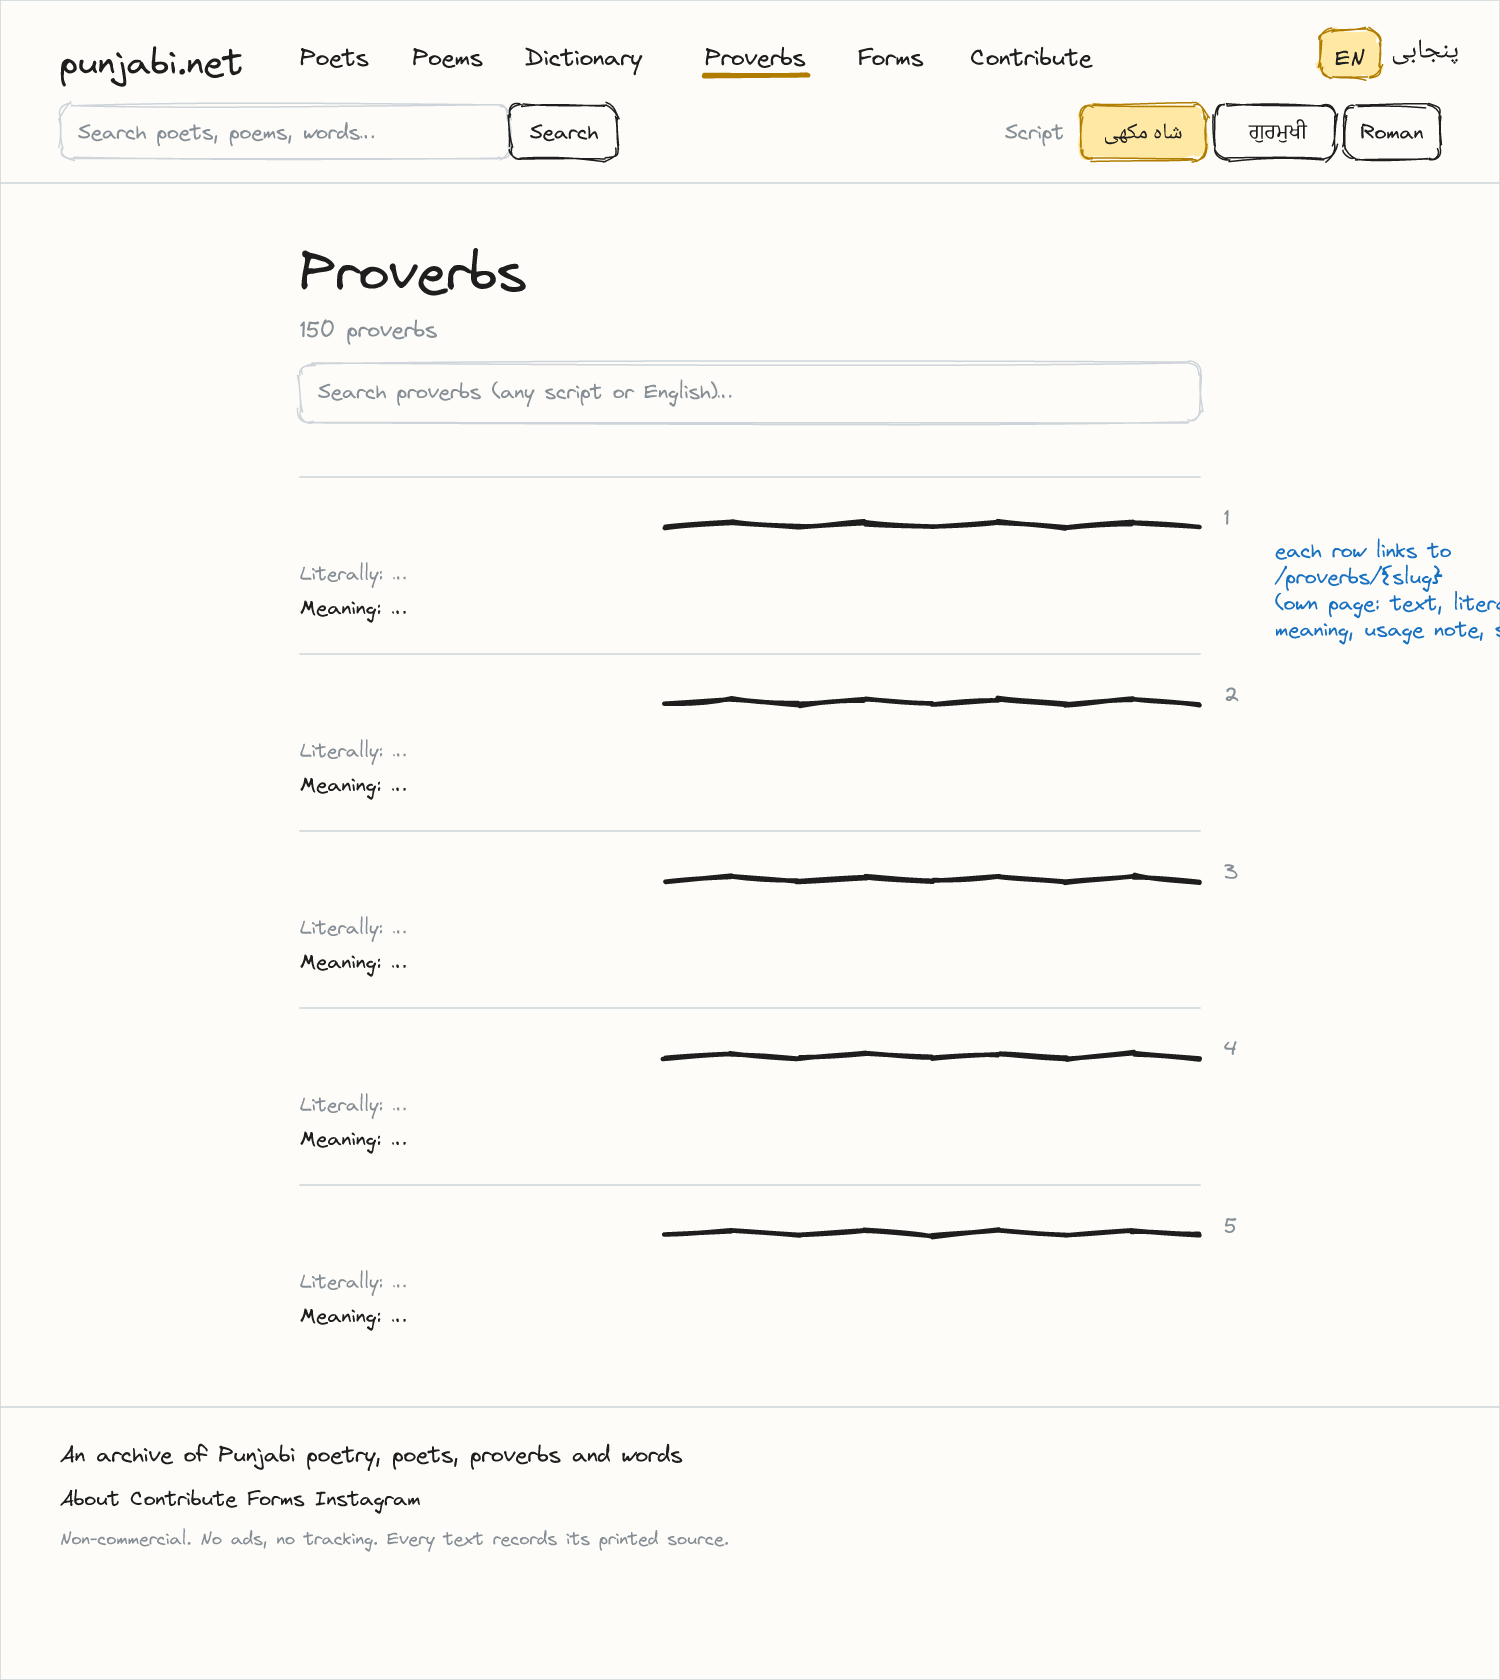 punjabi.net Poets Poems Dictionary Proverbs Forms Contribute EN پنجابی
Search poets, poems, words... Search Script شاہ مکھی ਗੁਰਮੁਖੀ Roman
Proverbs
150 proverbs
Search proverbs (any script or English)...
1
each row links to
/proverbs/{slug}
(own page: text,
meaning, usage note,
Literally: ...
Meaning: ...
2
Literally: ...
Meaning: ...
3
Literally: ...
Meaning: ...
4
Literally: ...
Meaning: ...
5
Literally: ...
Meaning: ...
An archive of Punjabi poetry, poets, proverbs and words
About Contribute Forms Instagram
Non-commercial. No ads, no tracking. Every text records its printed source.